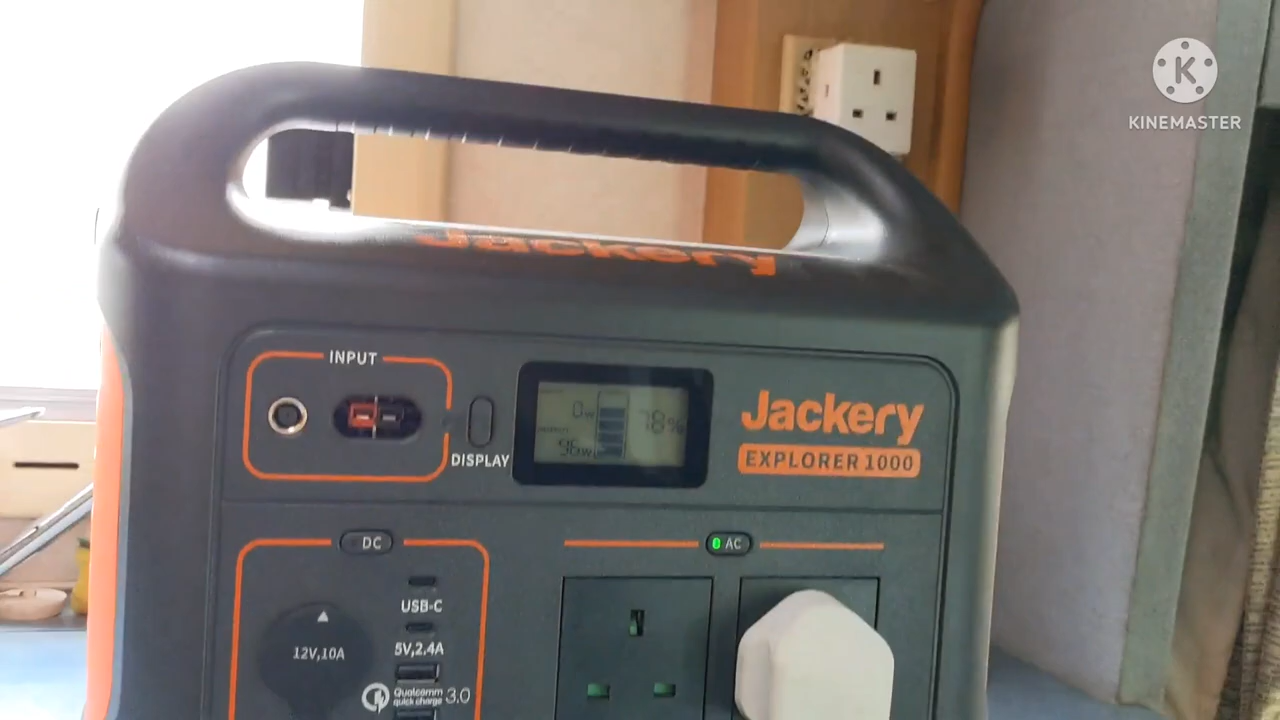 KINEMASTER
Jackery
INPUT
DISPLAY
0w
78%
96w
Jackery
EXPLORER 1000
DC
AC
USB-C
12V,10A
5V,2.4A
Qualcomm
quick charge 3.0